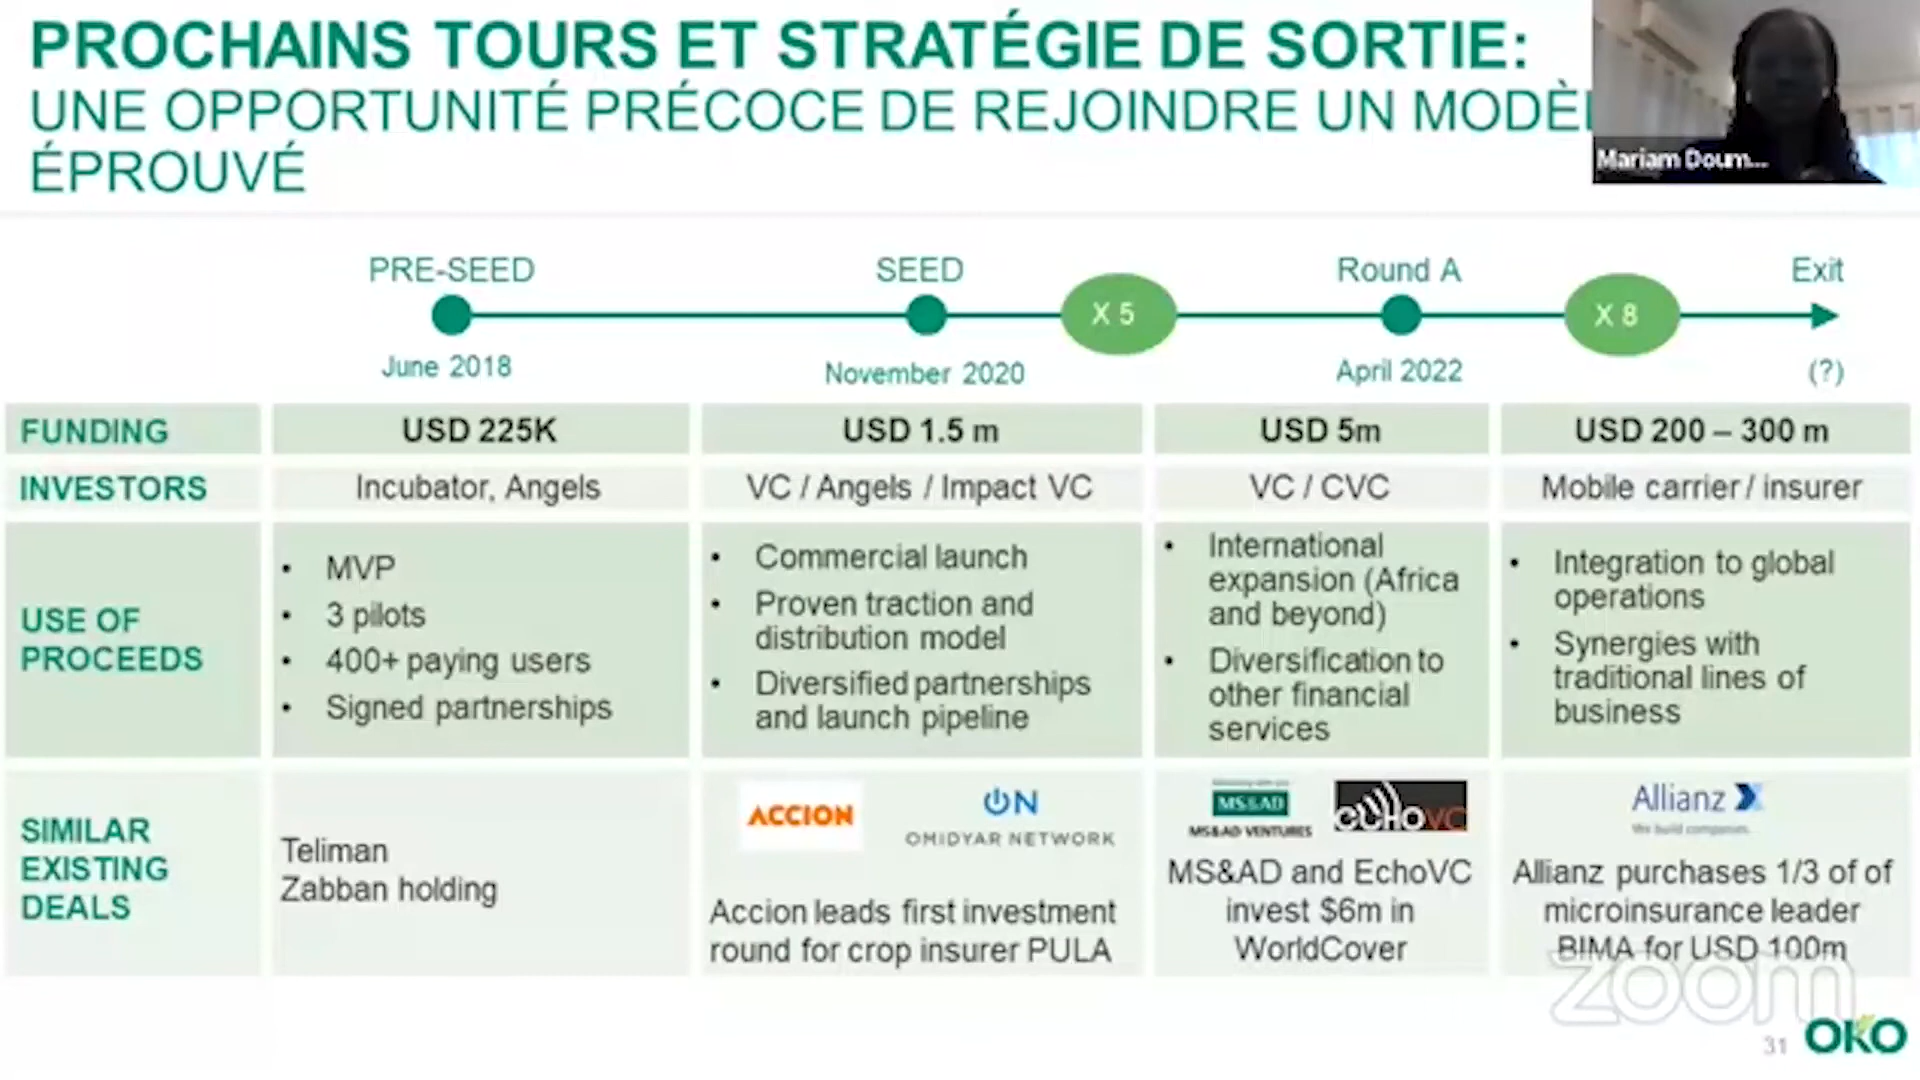 PROCHAINS TOURS ET STRATÉGIE DE SORTIE:
UNE OPPORTUNITÉ PRÉCOCE DE REJOINDRE UN
ÉPROUVÉ
Mariam Doum...
PRE-SEED
SEED
X 5
Round A
X 8
Exit
June 2018
November 2020
April 2022
(?)
FUNDING
USD 225K
USD 1.5 m
USD 5m
USD 200 – 300 m
INVESTORS
Incubator, Angels
VC / Angels / Impact VC
VC / CVC
Mobile carrier / insurer
USE OF
PROCEEDS
• MVP
• 3 pilots
• 400+ paying users
• Signed partnerships
• Commercial launch
• Proven traction and
distribution model
• Diversified partnerships
and launch pipeline
• International
expansion (Africa
and beyond)
• Diversification to
other financial
services
• Integration to global
operations
• Synergies with
traditional lines of
business
SIMILAR
EXISTING
DEALS
Teliman
Zabban holding
ACCION
ON
OMIDYAR NETWORK
Accion leads first investment
round for crop insurer PULA
MS&AD
MS&AD VENTURES
eCHOVC
MS&AD and EchoVC
invest $6m in
WorldCover
Allianz X
We build companies.
Allianz purchases 1/3 of of
microinsurance leader
BIMA for USD 100m
zoom
31
OKO